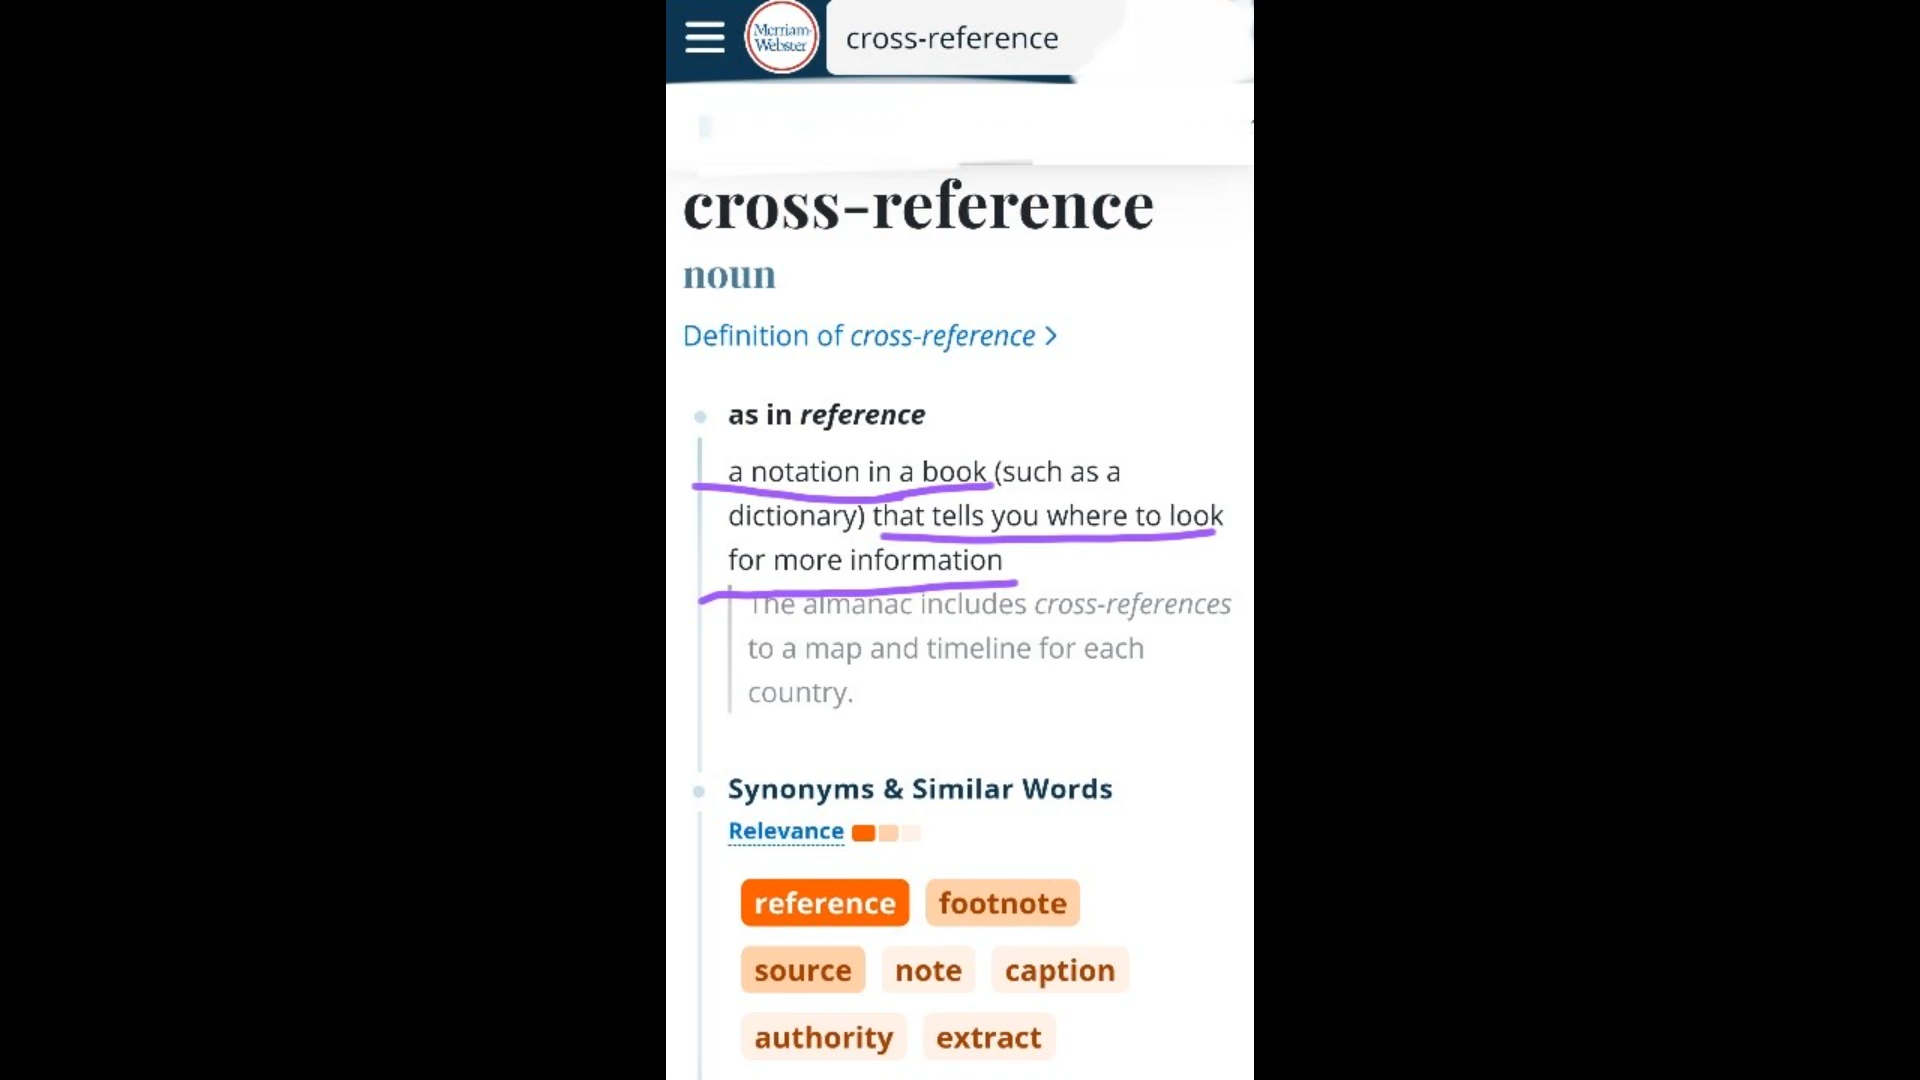 Merriam-
Webster
cross-reference
cross-reference
noun
Definition of cross-reference >
as in reference
a notation in a book (such as a
dictionary) that tells you where to look
for more information
The almanac includes cross-references
to a map and timeline for each
country.
Synonyms & Similar Words
Relevance
reference footnote
source note caption
authority extract